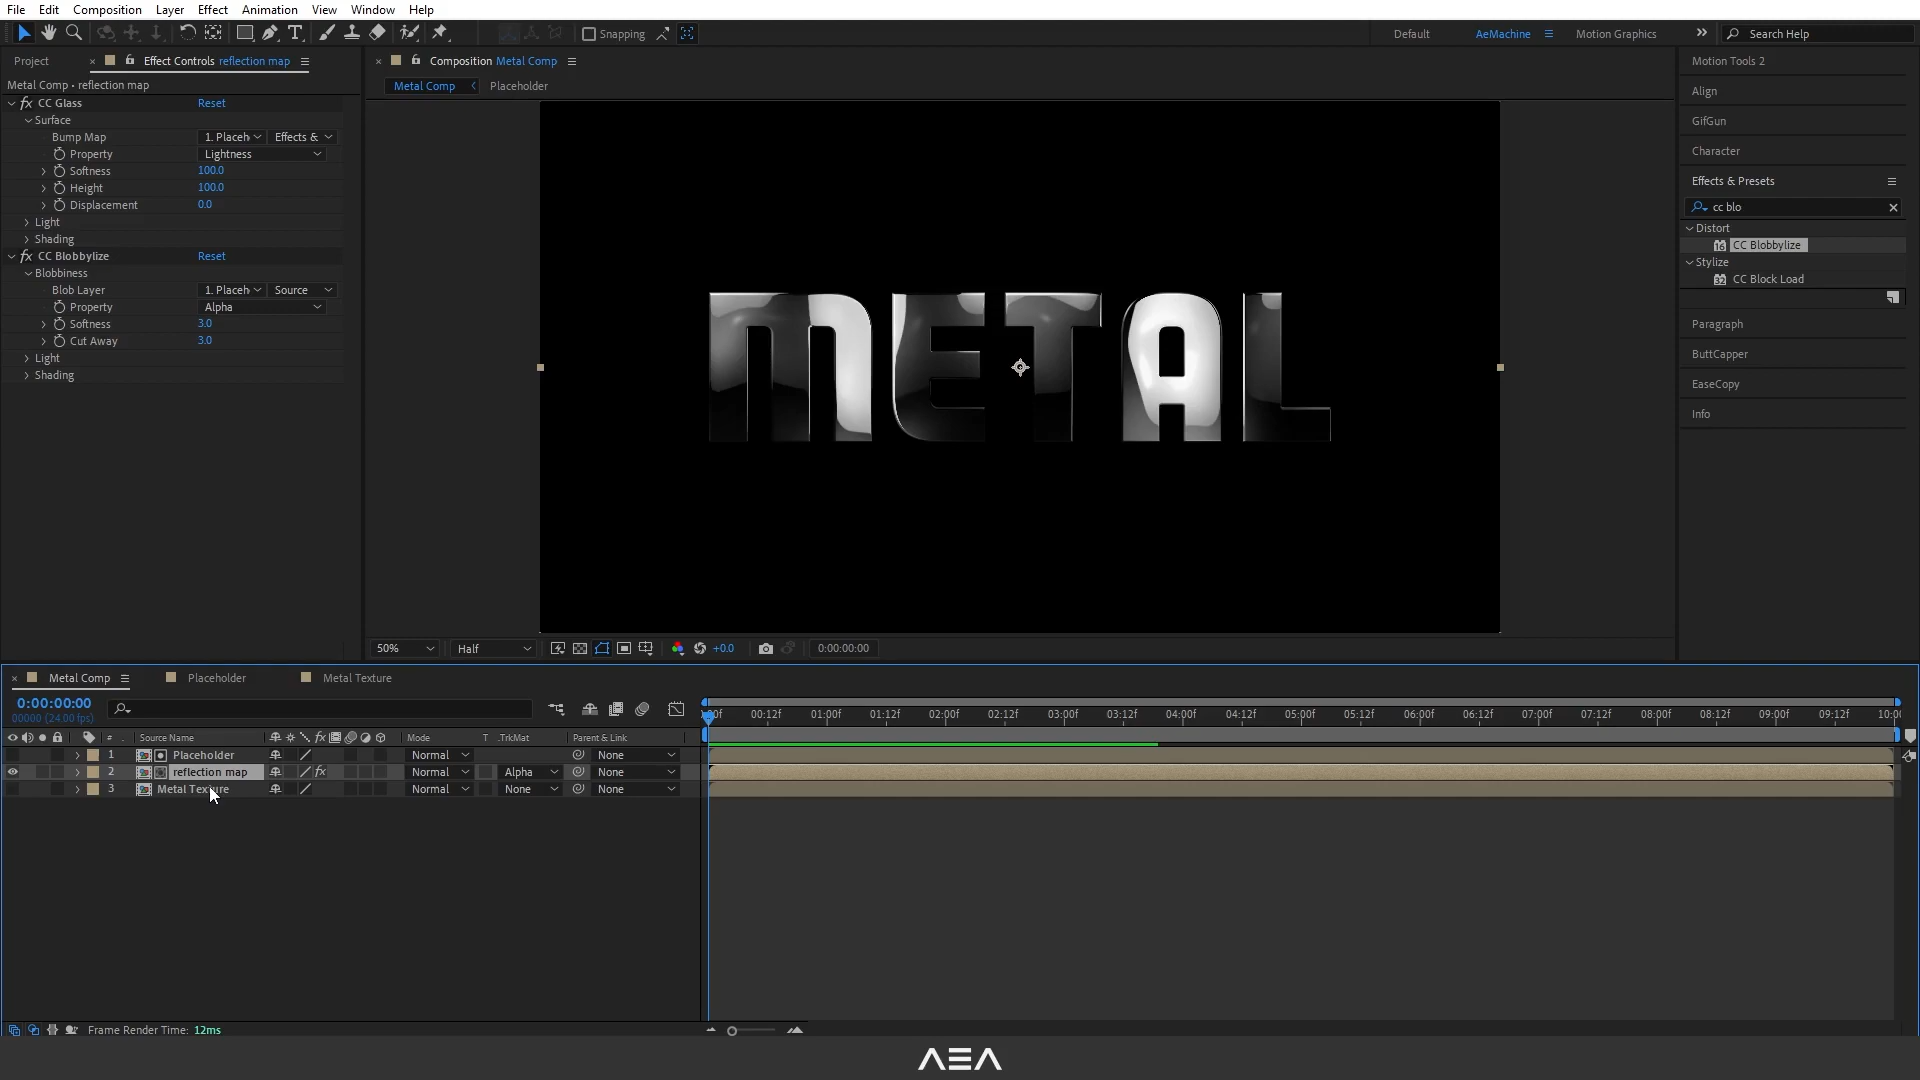 File Edit Composition Layer Effect Animation View Window Help
Snapping
Default AeMachine Motion Graphics Search Help
Project Effect Controls reflection map
Metal Comp • reflection map
fx CC Glass Reset
Surface
Bump Map 1. Placeh Effects &
Property Lightness
Softness 100.0
Height 100.0
Displacement 0.0
Light
Shading
fx CC Blobbylize Reset
Blobbiness
Blob Layer 1. Placeh Source
Property Alpha
Softness 3.0
Cut Away 3.0
Light
Shading
Composition Metal Comp
Metal Comp Placeholder
METAL
50% Half +0.0 0:00:00:00
Motion Tools 2
Align
GifGun
Character
Effects & Presets
cc blo
Distort
16 CC Blobbylize
Stylize
32 CC Block Load
Paragraph
ButtCapper
EaseCopy
Info
Metal Comp Placeholder Metal Texture
0:00:00:00
00000 (24.00 fps)
00:12f 01:00f 01:12f 02:00f 02:12f 03:00f 03:12f 04:00f 04:12f 05:00f 05:12f 06:00f 06:12f 07:00f 07:12f 08:00f 08:12f 09:00f 09:12f
# Source Name fx Mode T .TrkMat Parent & Link
1 Placeholder Normal None
2 reflection map fx Normal Alpha None
3 Metal Texture Normal None None
Frame Render Time: 12ms